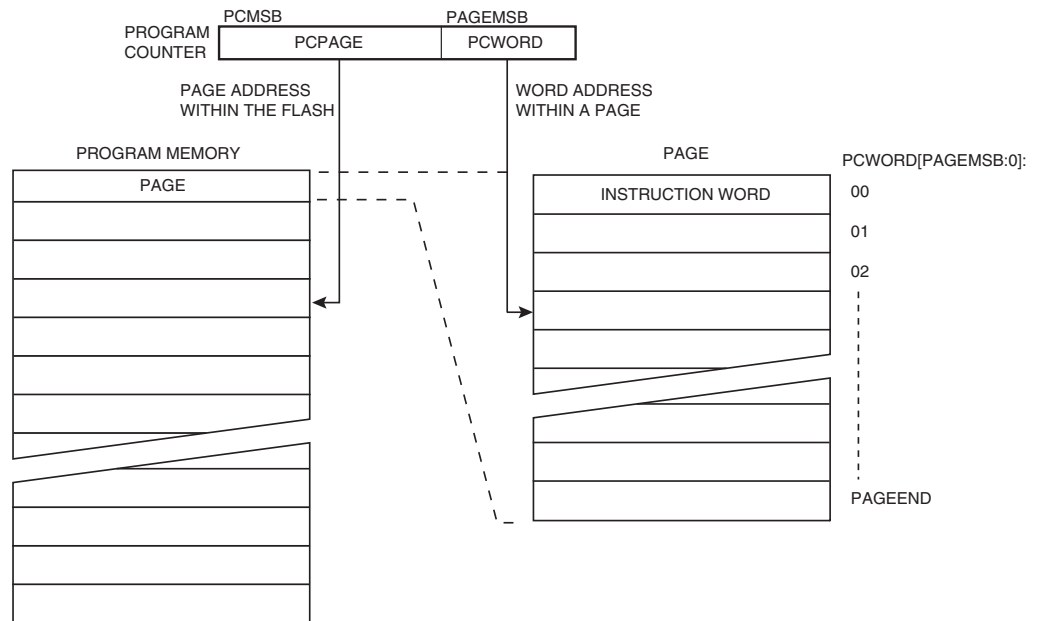 PCMSB
PAGEMSB
PROGRAM
COUNTER
PCPAGE
PCWORD
PAGE ADDRESS
WITHIN THE FLASH
WORD ADDRESS
WITHIN A PAGE
PROGRAM MEMORY
PAGE
PAGE
PCWORD[PAGEMSB:0]:
INSTRUCTION WORD
00
01
02
PAGEEND